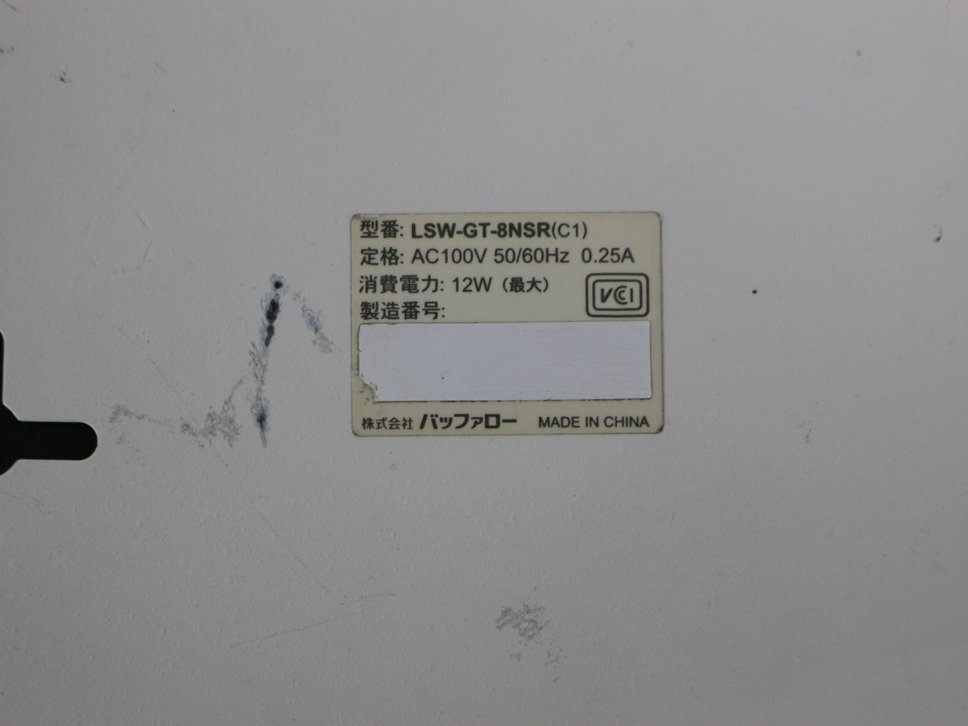 型番: LSW-GT-8NSR(C1)
定格: AC100V 50/60Hz 0.25A
消費電力: 12W (最大)
VCCI
製造番号:
株式会社 バッファロー MADE IN CHINA